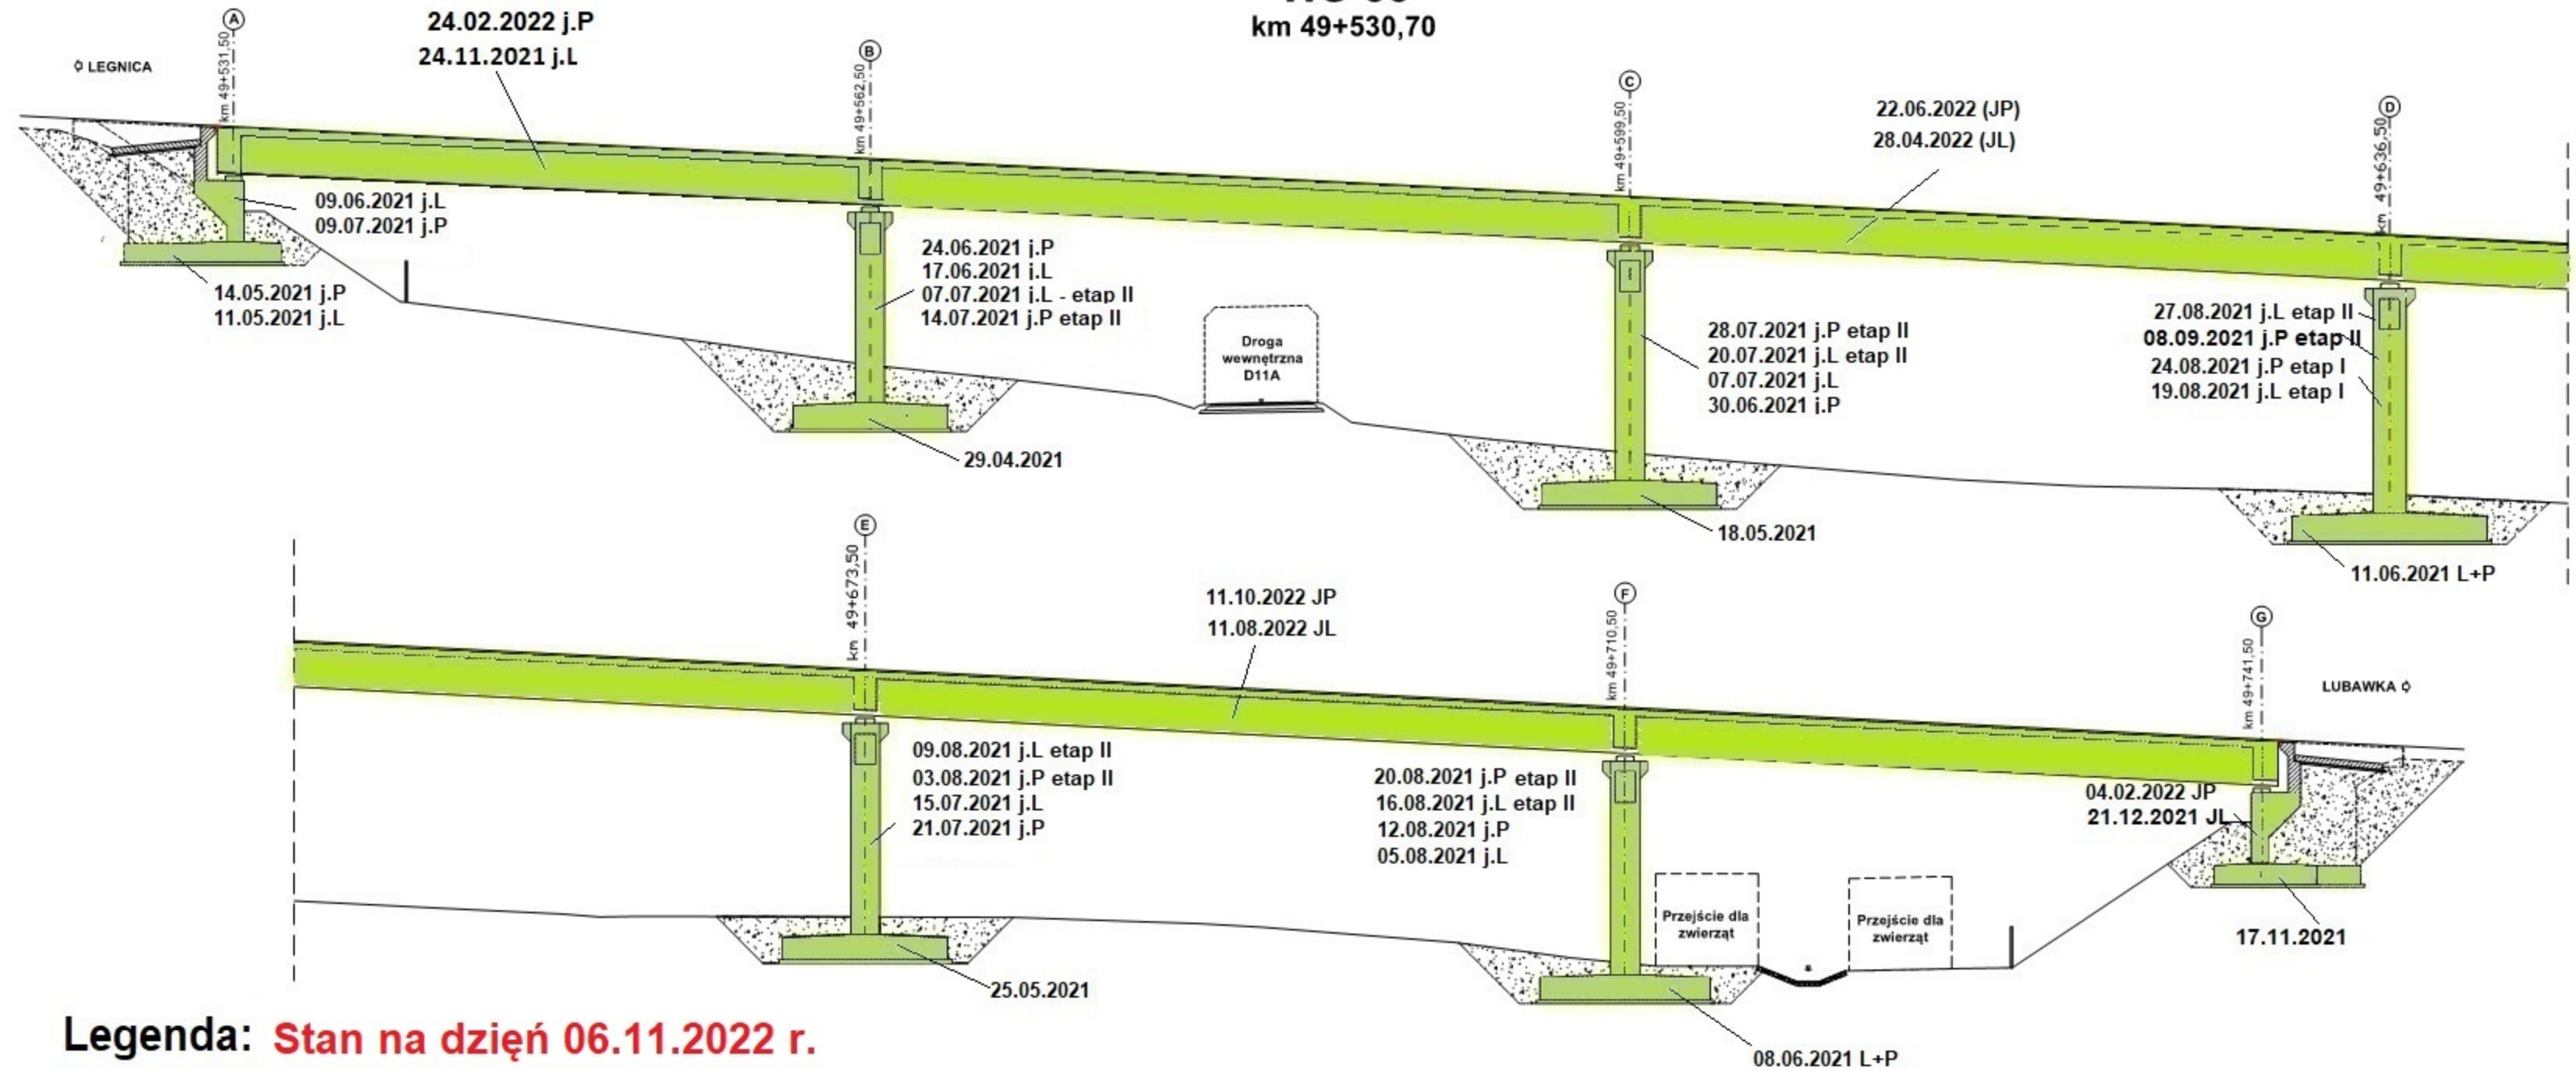 km 49+530,70
A
km 49+531,50
LEGNICA
24.02.2022 j.P
24.11.2021 j.L
B
km 49+562,50
C
km 49+599,50
22.06.2022 (JP)
28.04.2022 (JL)
D
km 49+636,50
09.06.2021 j.L
09.07.2021 j.P
14.05.2021 j.P
11.05.2021 j.L
24.06.2021 j.P
17.06.2021 j.L
07.07.2021 j.L - etap II
14.07.2021 j.P etap II
29.04.2021
Droga
wewnętrzna
D11A
28.07.2021 j.P etap II
20.07.2021 j.L etap II
07.07.2021 j.L
30.06.2021 j.P
18.05.2021
27.08.2021 j.L etap II
08.09.2021 j.P etap II
24.08.2021 j.P etap I
19.08.2021 j.L etap I
11.06.2021 L+P
E
km 49+673,50
11.10.2022 JP
11.08.2022 JL
F
km 49+710,50
G
km 49+741,50
LUBAWKA
09.08.2021 j.L etap II
03.08.2021 j.P etap II
15.07.2021 j.L
21.07.2021 j.P
25.05.2021
20.08.2021 j.P etap II
16.08.2021 j.L etap II
12.08.2021 j.P
05.08.2021 j.L
Przejście dla
zwierząt
Przejście dla
zwierząt
04.02.2022 JP
21.12.2021 JL
17.11.2021
08.06.2021 L+P
Legenda: Stan na dzięń 06.11.2022 r.